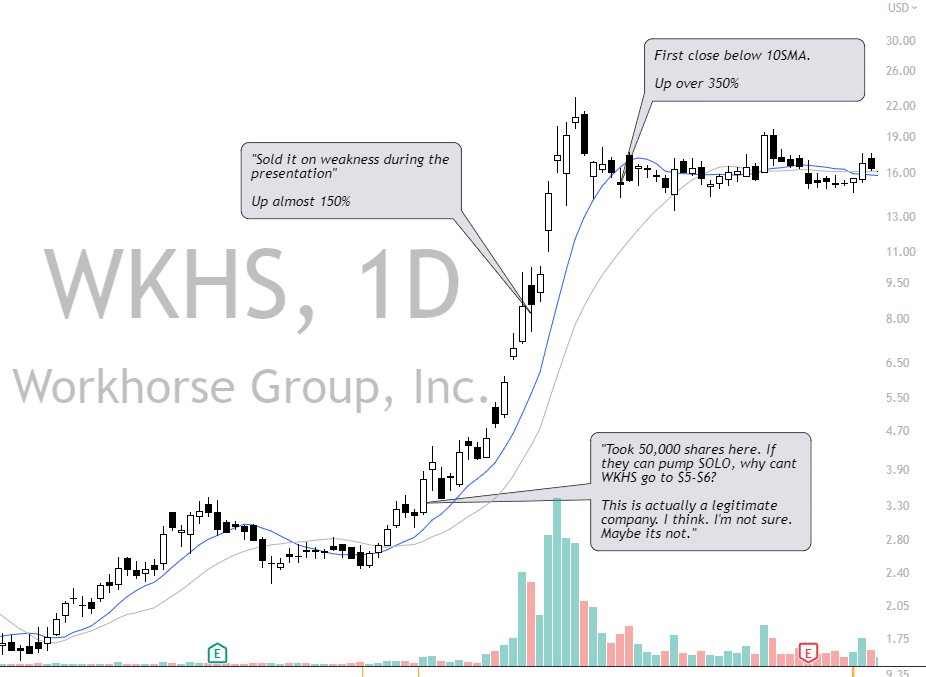 USD
30.00
First close below 10SMA.
Up over 350%
26.00
22.00
19.00
"Sold it on weakness during the
presentation"
Up almost 150%
16.00
13.00
WKHS, 1D
11.00
9.50
8.00
Workhorse Group, Inc.
6.50
5.50
4.70
"Took 50,000 shares here. If
they can pump SOLO, why cant
WKHS go to $5-$6?
This is actually a legitimate
company. I think. I'm not sure.
Maybe its not."
3.90
3.30
2.80
2.40
2.05
1.75
E
E
9.35